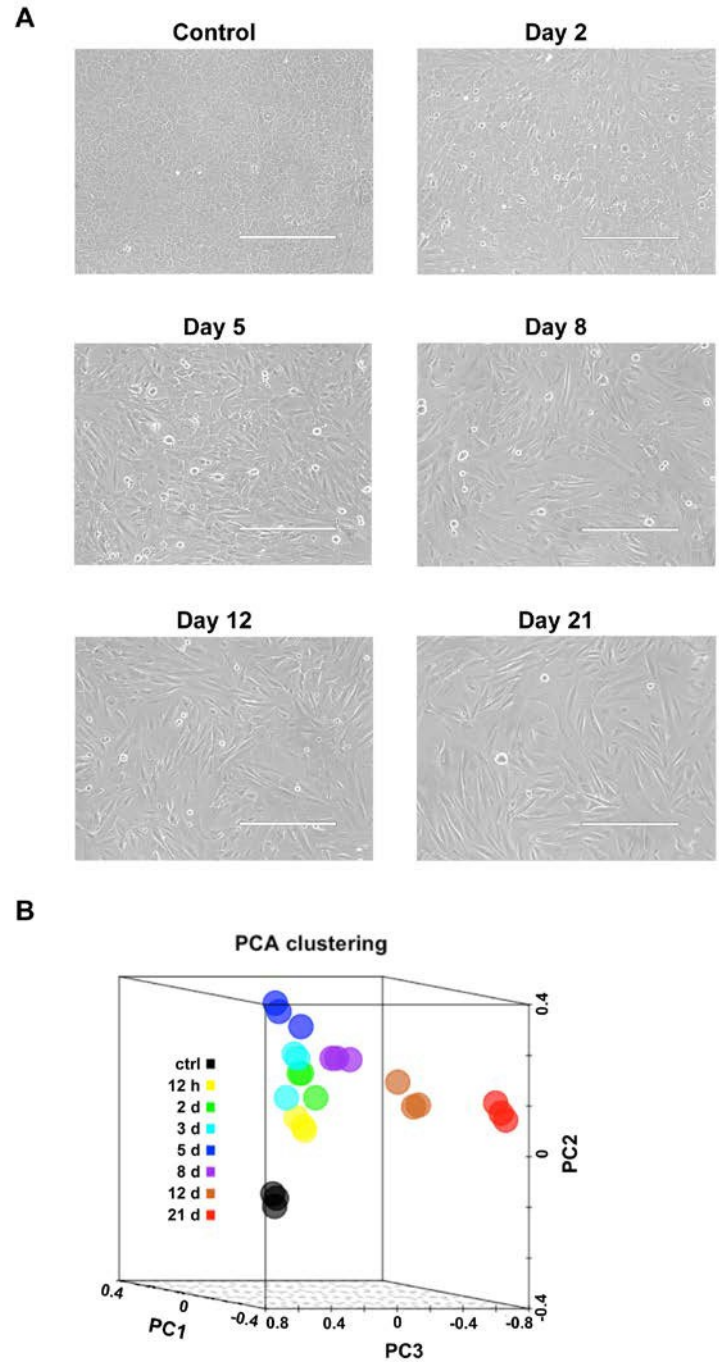 A
Control
Day 2
Day 5
Day 8
Day 12
Day 21
B
PCA clustering
ctrl
12 h
2 d
3 d
5 d
8 d
12 d
21 d
0.4
0
-0.4
PC2
0.4
0
-0.4
PC1
0.8
0.4
0
-0.4
-0.8
PC3